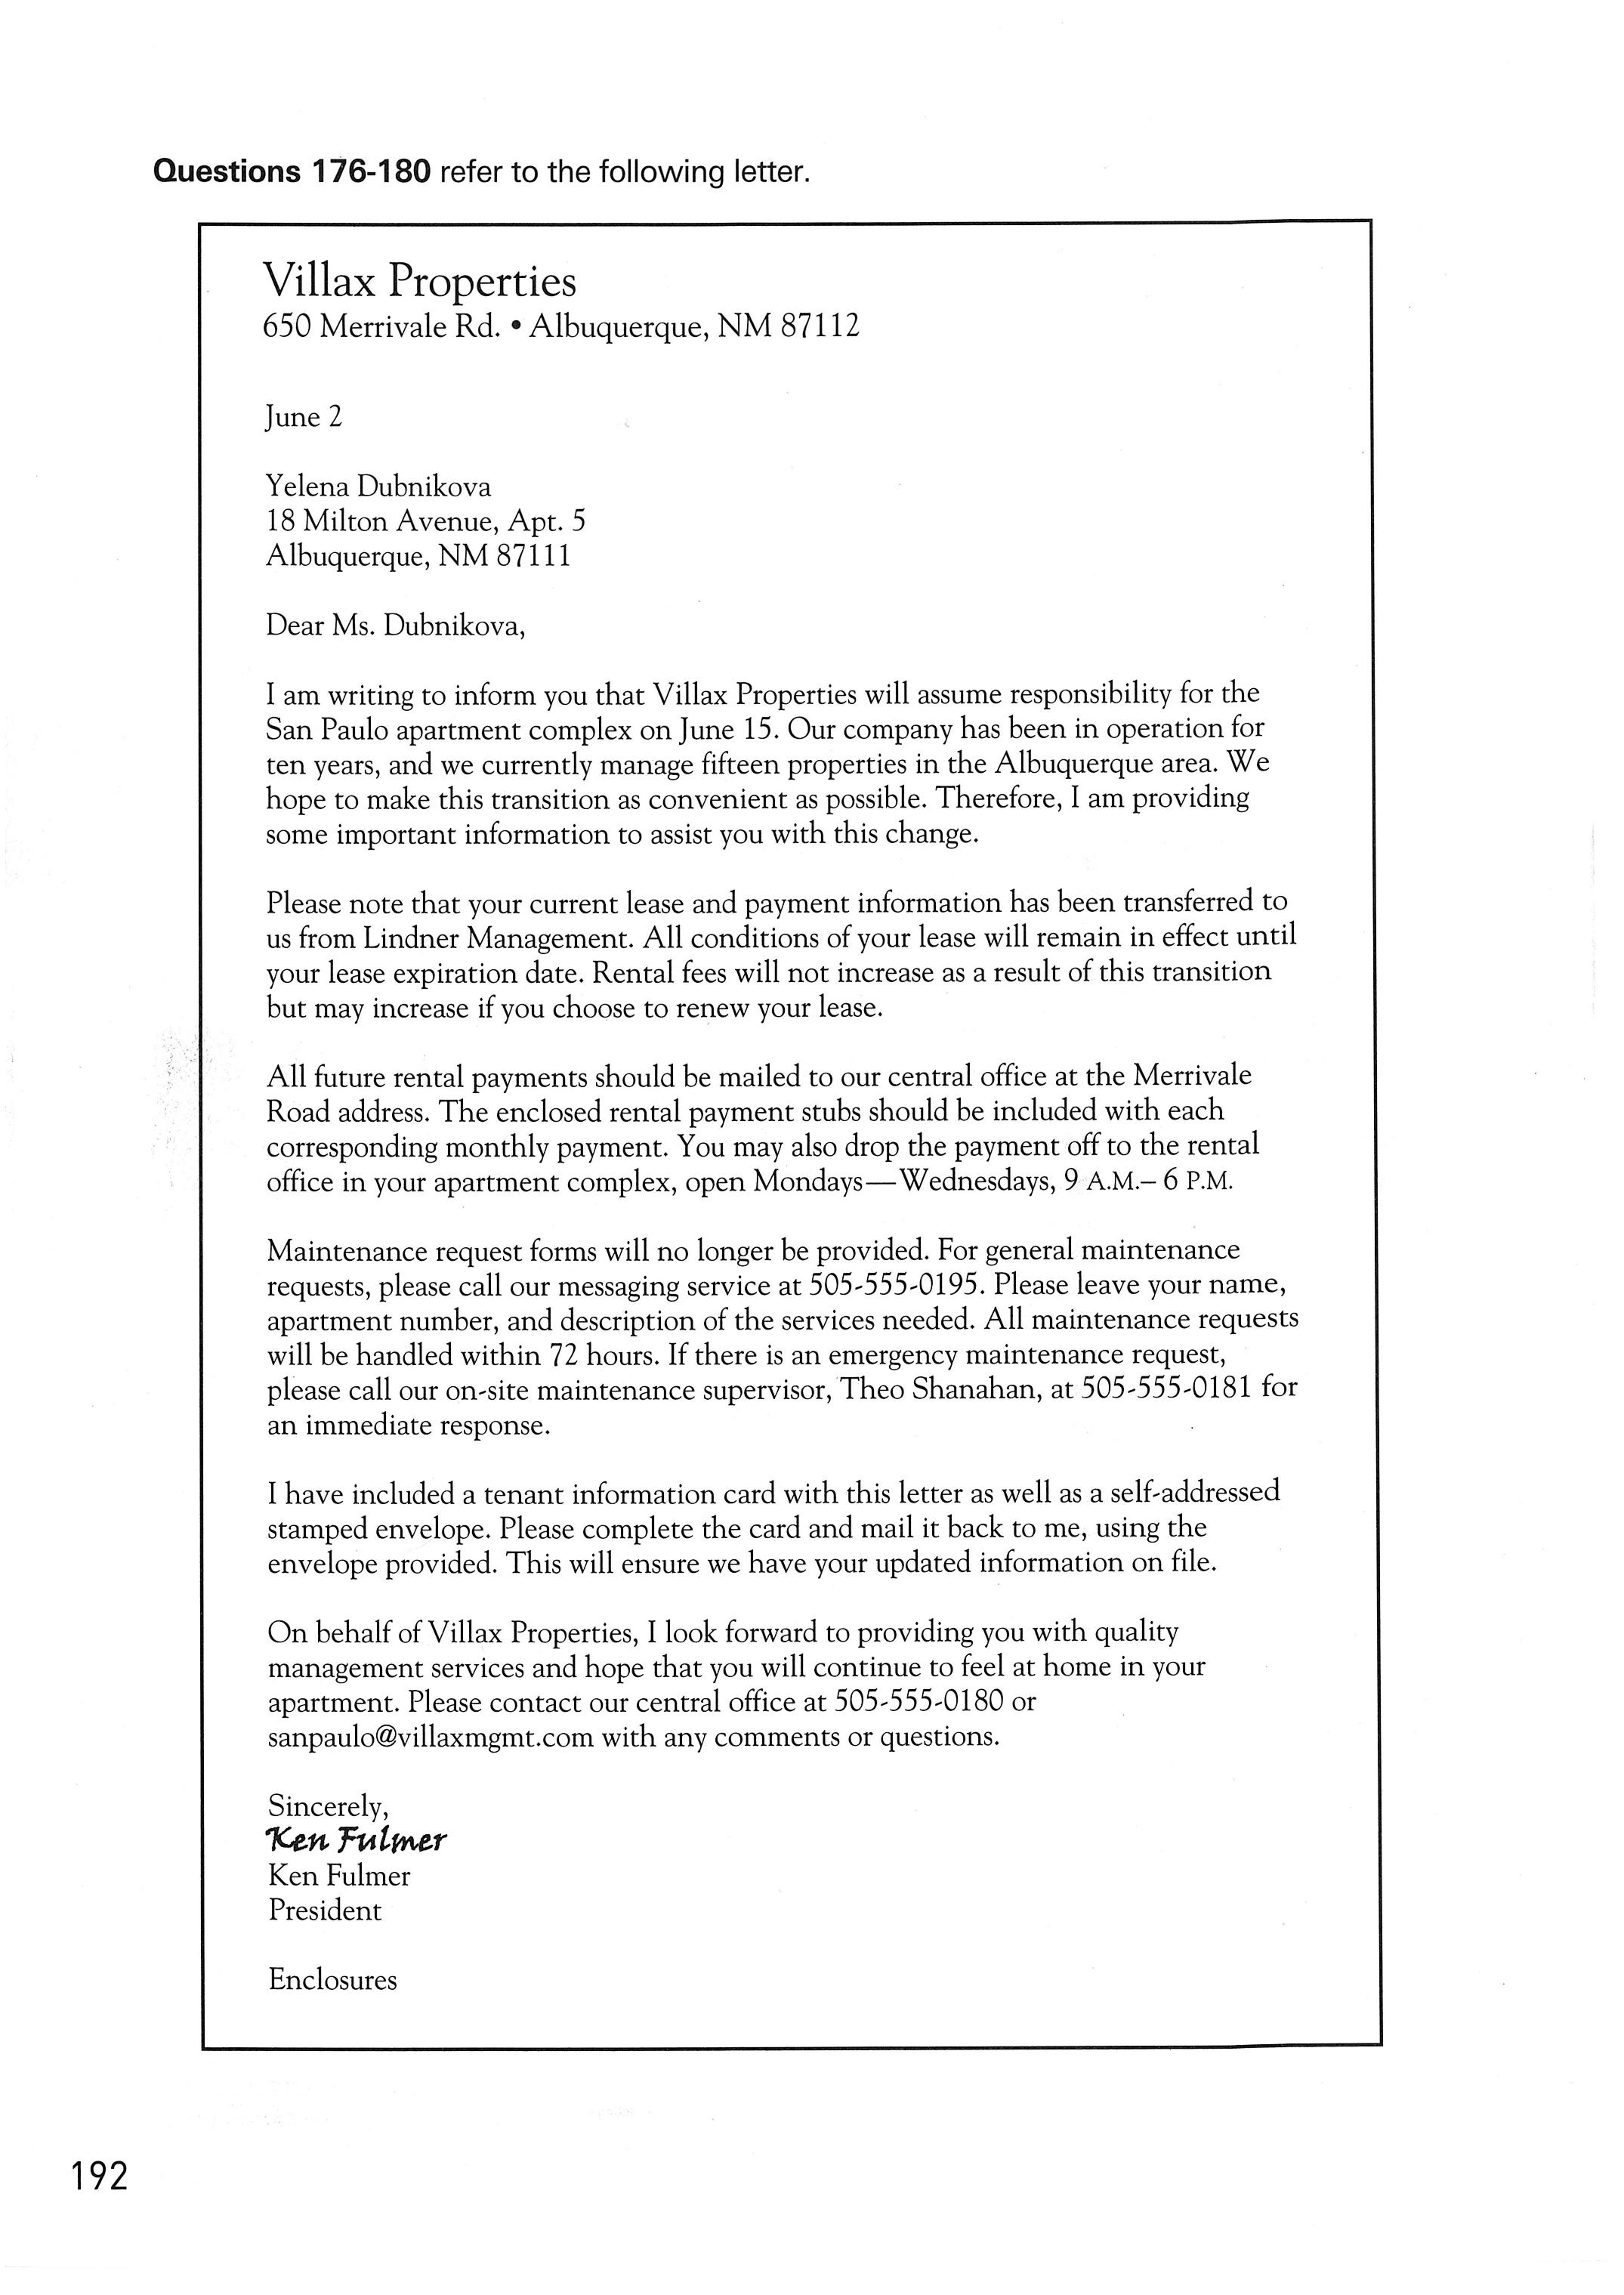 Questions 176-180 refer to the following letter.
Villax Properties
650 Merrivale Rd. • Albuquerque, NM 87112
June 2
Yelena Dubnikova
18 Milton Avenue, Apt. 5
Albuquerque, NM 87111
Dear Ms. Dubnikova,
I am writing to inform you that Villax Properties will assume responsibility for the
San Paulo apartment complex on June 15. Our company has been in operation for
ten years, and we currently manage fifteen properties in the Albuquerque area. We
hope to make this transition as convenient as possible. Therefore, I am providing
some important information to assist you with this change.
Please note that your current lease and payment information has been transferred to
us from Lindner Management. All conditions of your lease will remain in effect until
your lease expiration date. Rental fees will not increase as a result of this transition
but may increase if you choose to renew your lease.
All future rental payments should be mailed to our central office at the Merrivale
Road address. The enclosed rental payment stubs should be included with each
corresponding monthly payment. You may also drop the payment off to the rental
office in your apartment complex, open Mondays—Wednesdays, 9 A.M.– 6 P.M.
Maintenance request forms will no longer be provided. For general maintenance
requests, please call our messaging service at 505-555-0195. Please leave your name,
apartment number, and description of the services needed. All maintenance requests
will be handled within 72 hours. If there is an emergency maintenance request,
please call our on-site maintenance supervisor, Theo Shanahan, at 505-555-0181 for
an immediate response.
I have included a tenant information card with this letter as well as a self-addressed
stamped envelope. Please complete the card and mail it back to me, using the
envelope provided. This will ensure we have your updated information on file.
On behalf of Villax Properties, I look forward to providing you with quality
management services and hope that you will continue to feel at home in your
apartment. Please contact our central office at 505-555-0180 or
sanpaulo@villaxmgmt.com with any comments or questions.
Sincerely,
Ken Fulmer
Ken Fulmer
President
Enclosures
192